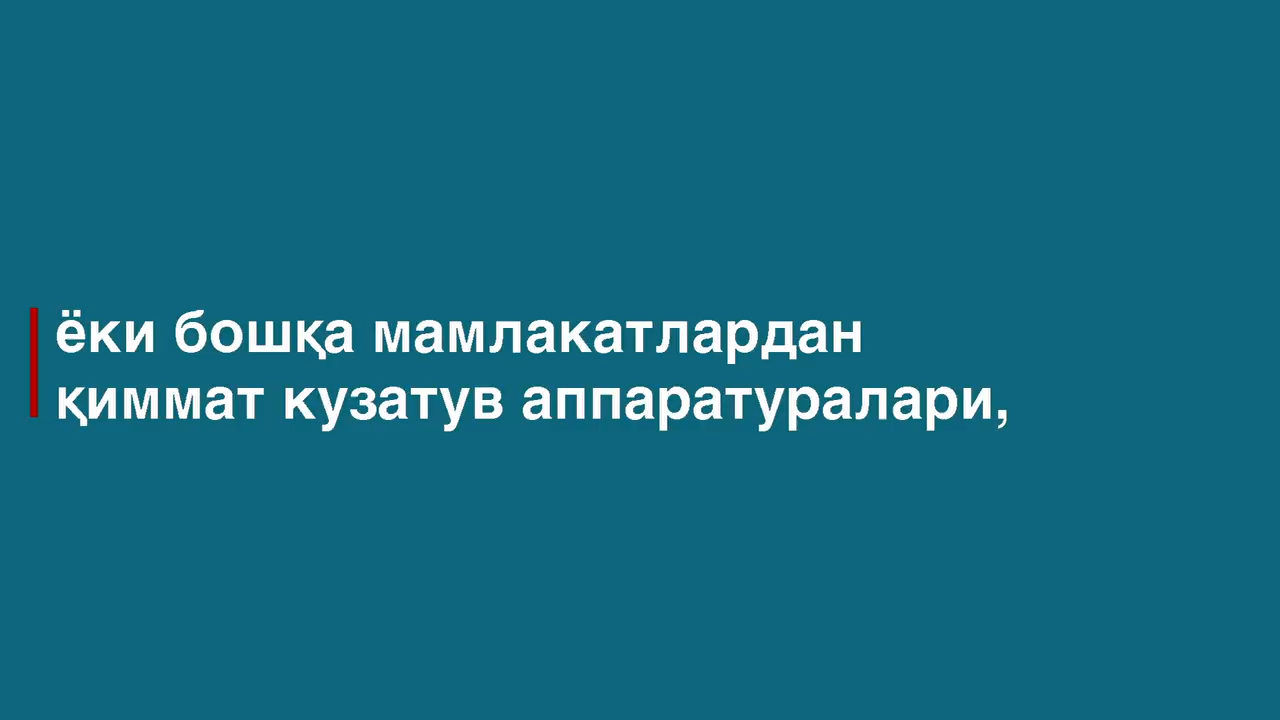 ёки бошқа мамлакатлардан
қиммат кузатув аппаратуралари,